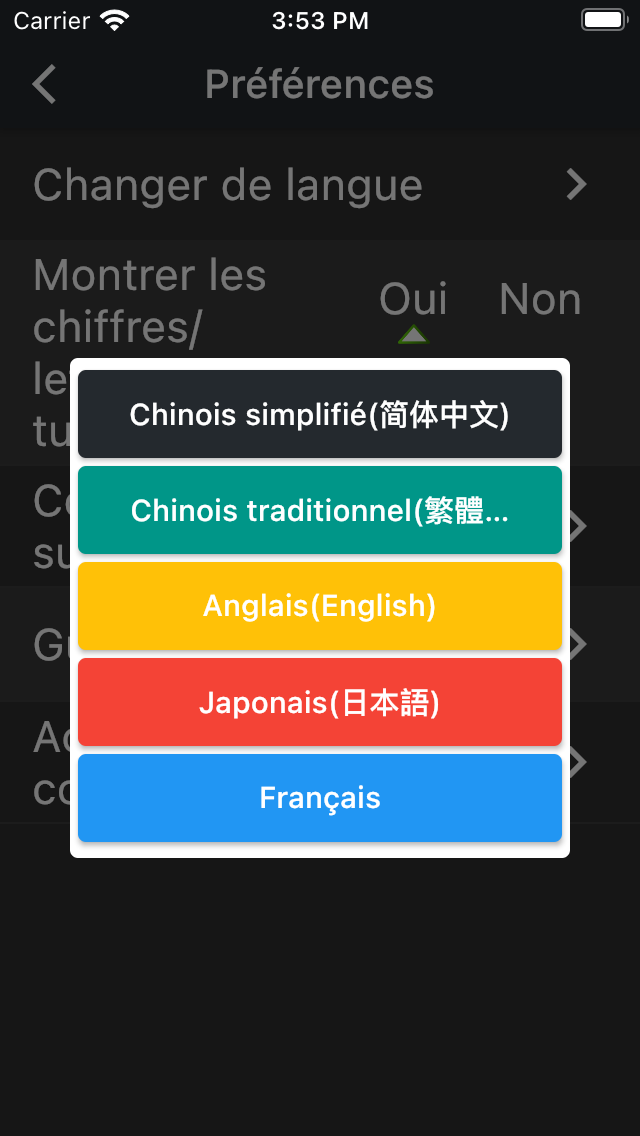 Carrier
3:53 PM
Préférences
Changer de langue
Montrer les
chiffres/
Oui
Non
Chinois simplifié(简体中文)
Chinois traditionnel(繁體...
Anglais(English)
Japonais(日本語)
Français